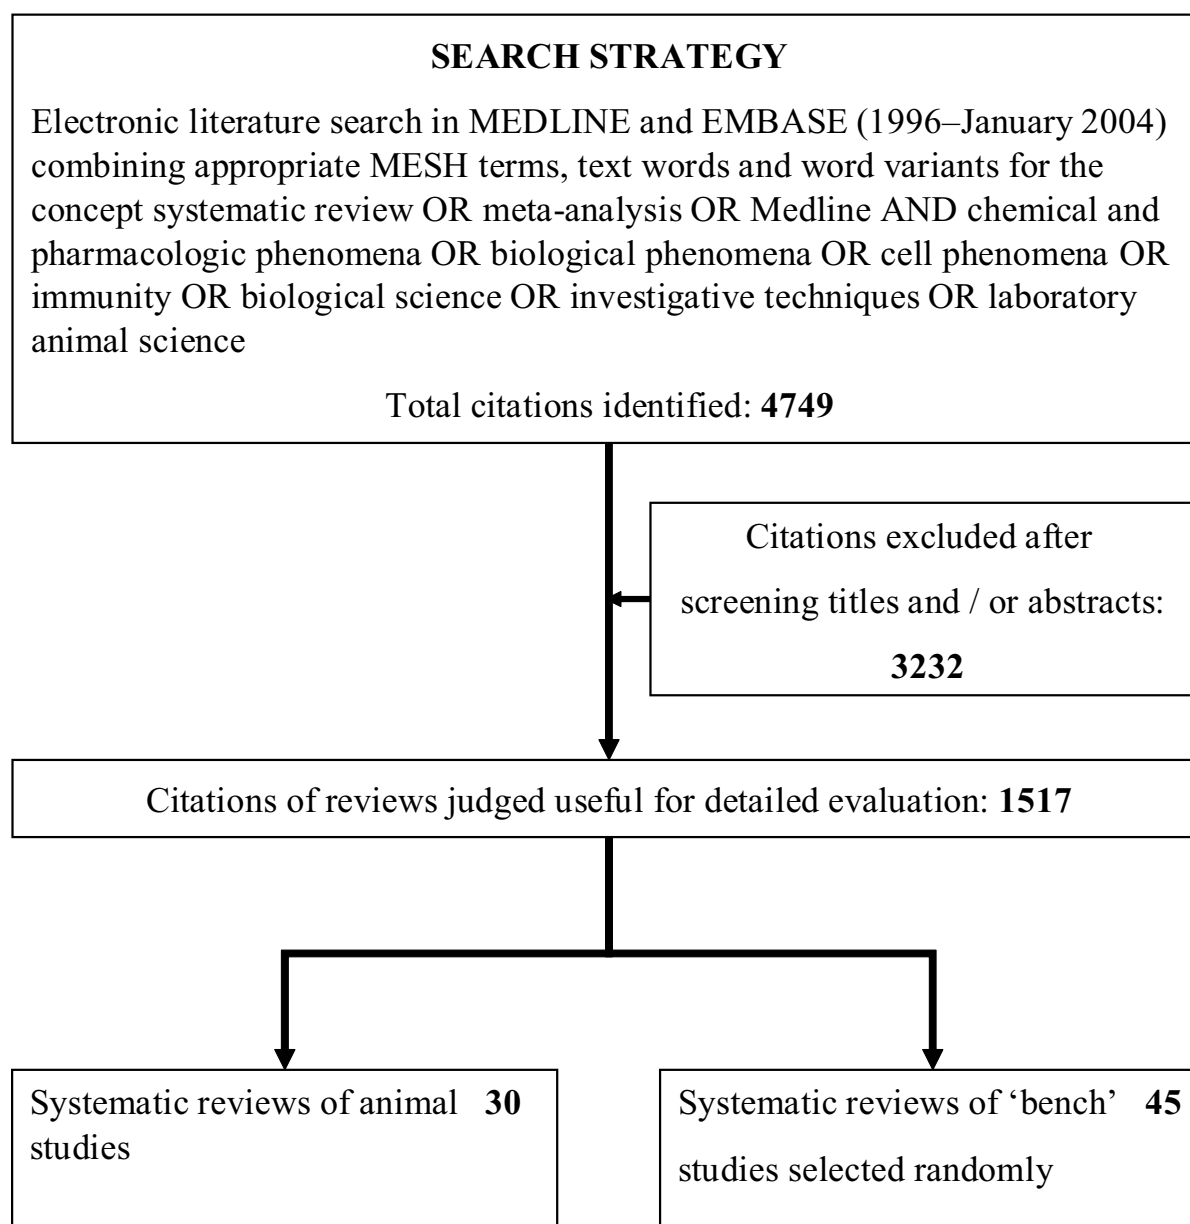 SEARCH STRATEGY
Electronic literature search in MEDLINE and EMBASE (1996–January 2004)
combining appropriate MESH terms, text words and word variants for the
concept systematic review OR meta-analysis OR Medline AND chemical and
pharmacologic phenomena OR biological phenomena OR cell phenomena OR
immunity OR biological science OR investigative techniques OR laboratory
animal science
Total citations identified: 4749
Citations excluded after
screening titles and / or abstracts:
3232
Citations of reviews judged useful for detailed evaluation: 1517
Systematic reviews of animal 30
studies
Systematic reviews of ‘bench’ 45
studies selected randomly